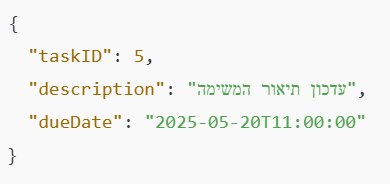 {
"taskID": 5,
"description": "עדכון תיאור המשימה",
"dueDate": "2025-05-20T11:00:00"
}